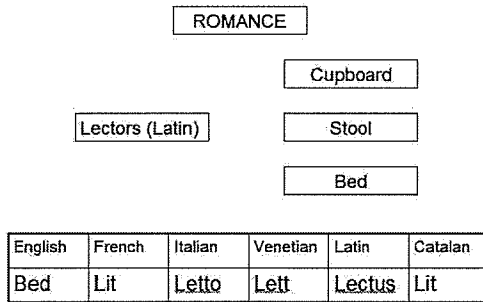 ROMANCE
Cupboard
Lectors (Latin) Stool
Bed
English French Italian Venetian Latin Catalan
Bed Lit Letto Lett Lectus Lit